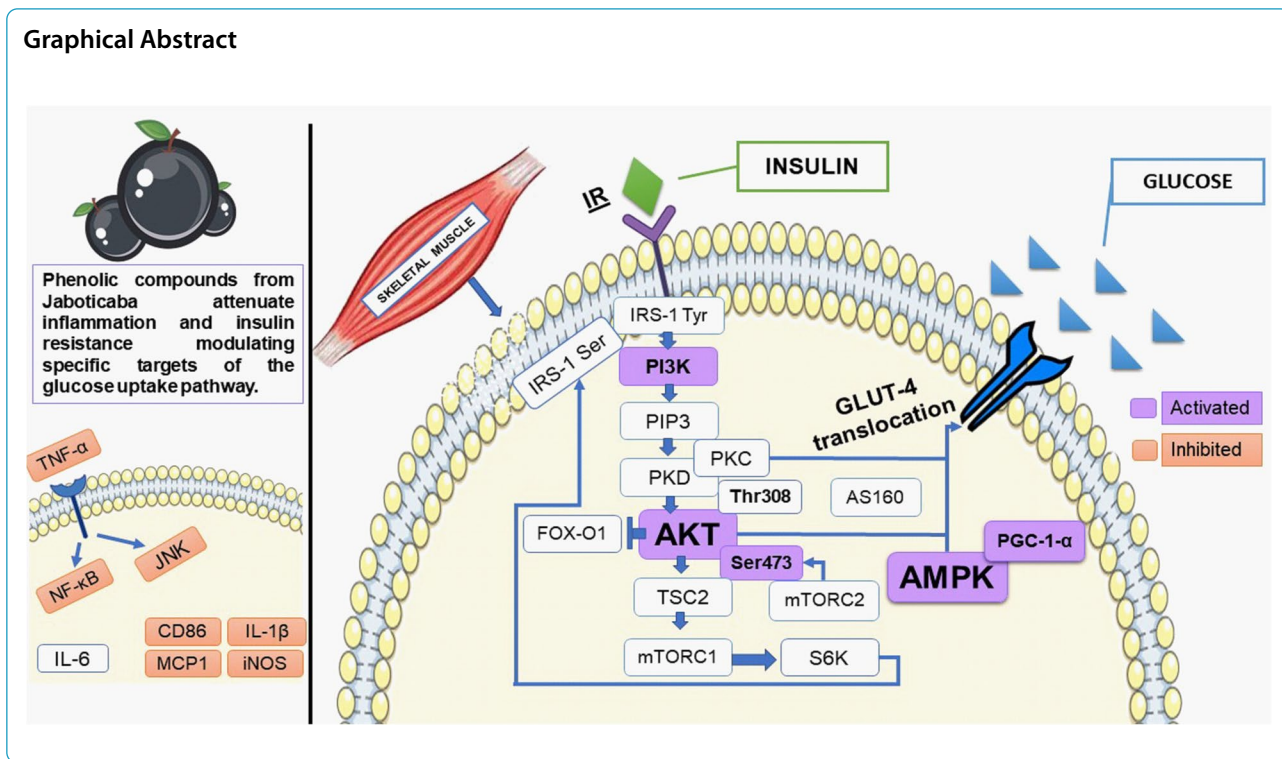 Graphical Abstract
Phenolic compounds from
Jaboticaba attenuate
inflammation and insulin
resistance modulating
specific targets of the
glucose uptake pathway.
TNF-α
NF-κB
JNK
IL-6
CD86
IL-1β
MCP1
iNOS
SKELETAL MUSCLE
IR
INSULIN
GLUCOSE
IRS-1 Tyr
IRS-1 Ser
PI3K
PIP3
PKC
PKD
Thr308
AS160
FOX-O1
AKT
Ser473
TSC2
mTORC2
mTORC1
S6K
GLUT-4
translocation
AMPK
PGC-1-α
Activated
Inhibited